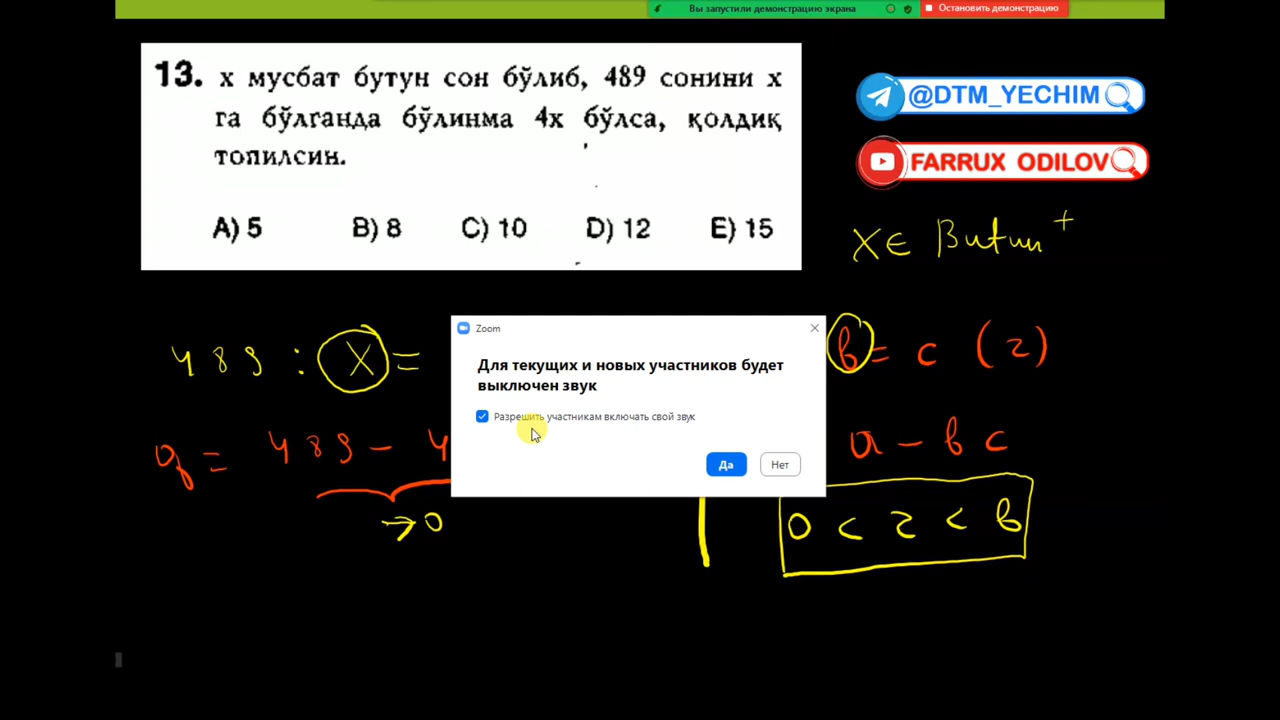 Вы запустили демонстрацию экрана
Остановить демонстрацию
13. х мусбат бутун сон бўлиб, 489 сонини х
га бўлганда бўлинма 4х бўлса, қолдиқ
топилсин.
A) 5 B) 8 C) 10 D) 12 E) 15
@DTM_YECHIM
FARRUX ODILOV
X ∈ Butun +
489 : X =
в = c (г)
Zoom
Для текущих и новых участников будет
выключен звук
Разрешить участникам включать свой звук
Да Нет
q = 489 – 4
a – в c
→ 0
0 < г < в